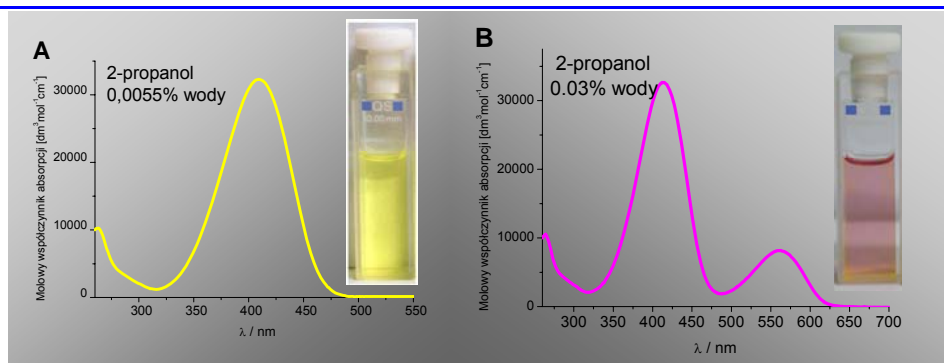 A
2-propanol
0,0055% wody
Molowy współczynnik absorpcji [dm³mol⁻¹cm⁻¹]
30000
20000
10000
0
300 350 400 450 500 550
λ / nm
QS
B
2-propanol
0.03% wody
Molowy współczynnik absorpcji [dm³mol⁻¹cm⁻¹]
30000
20000
10000
0
300 350 400 450 500 550 600 650 700
λ / nm